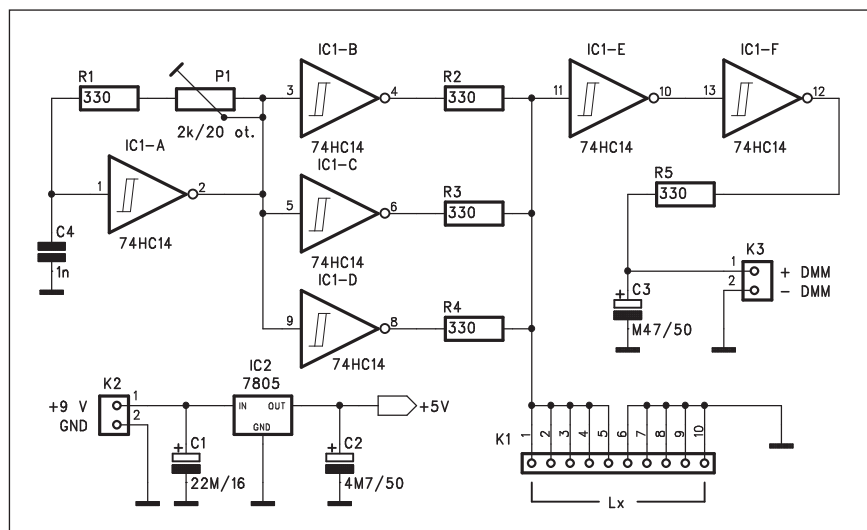 IC1-B
IC1-E
IC1-F
R1
P1
R2
330
3
4
330
11
10
13
12
2k/20 ot.
74HC14
74HC14
74HC14
IC1-A
IC1-C
1
2
5
6
R3
330
R5
330
C4
1n
74HC14
74HC14
IC1-D
K3
1
2
+ DMM
- DMM
9
8
R4
330
+
C3
M47/50
74HC14
IC2
7805
K2
+9 V
GND
1
2
IN
OUT
GND
+5V
+
C1
22M/16
+
C2
4M7/50
K1
1
2
3
4
5
6
7
8
9
10
Lx